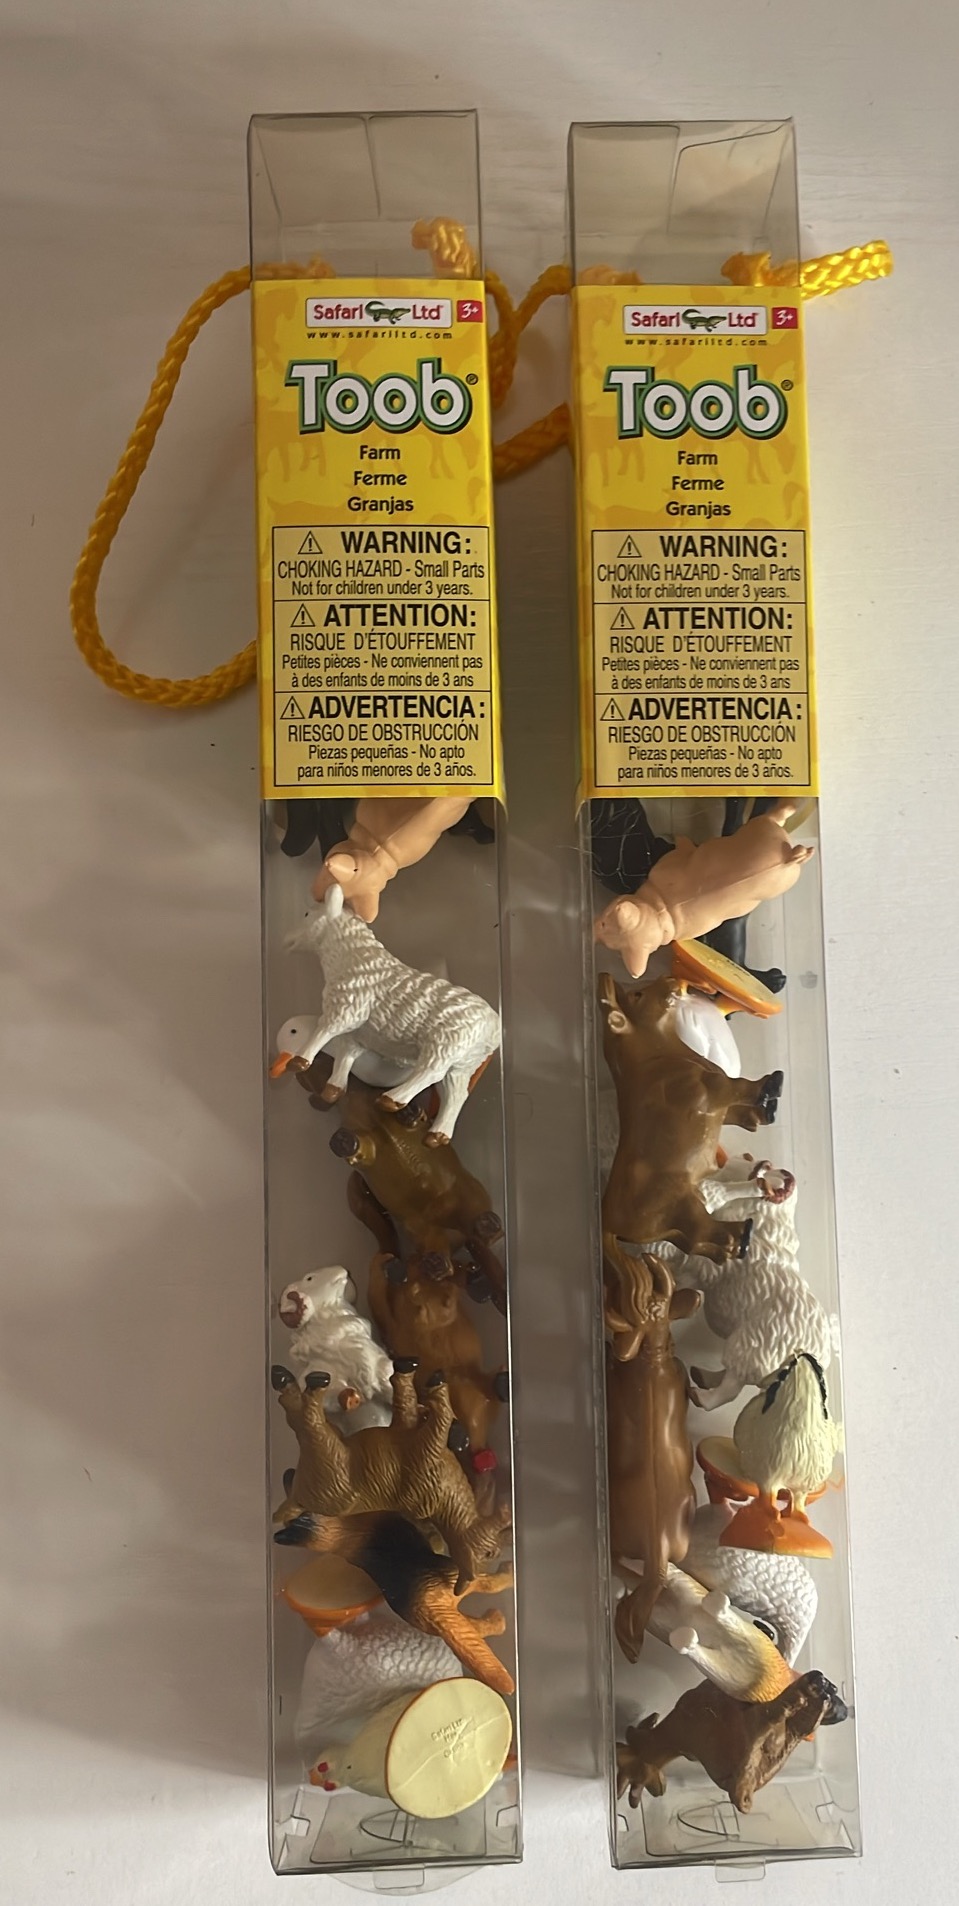 Safari Ltd® 3+
www.safariltd.com
Toob®
Farm
Ferme
Granjas
⚠ WARNING:
CHOKING HAZARD - Small Parts
Not for children under 3 years.
⚠ ATTENTION:
RISQUE D'ÉTOUFFEMENT
Petites pièces - Ne conviennent pas
à des enfants de moins de 3 ans
⚠ ADVERTENCIA:
RIESGO DE OBSTRUCCIÓN
Piezas pequeñas - No apto
para niños menores de 3 años.
Safari Ltd® 3+
www.safariltd.com
Toob®
Farm
Ferme
Granjas
⚠ WARNING:
CHOKING HAZARD - Small Parts
Not for children under 3 years.
⚠ ATTENTION:
RISQUE D'ÉTOUFFEMENT
Petites pièces - Ne conviennent pas
à des enfants de moins de 3 ans
⚠ ADVERTENCIA:
RIESGO DE OBSTRUCCIÓN
Piezas pequeñas - No apto
para niños menores de 3 años.